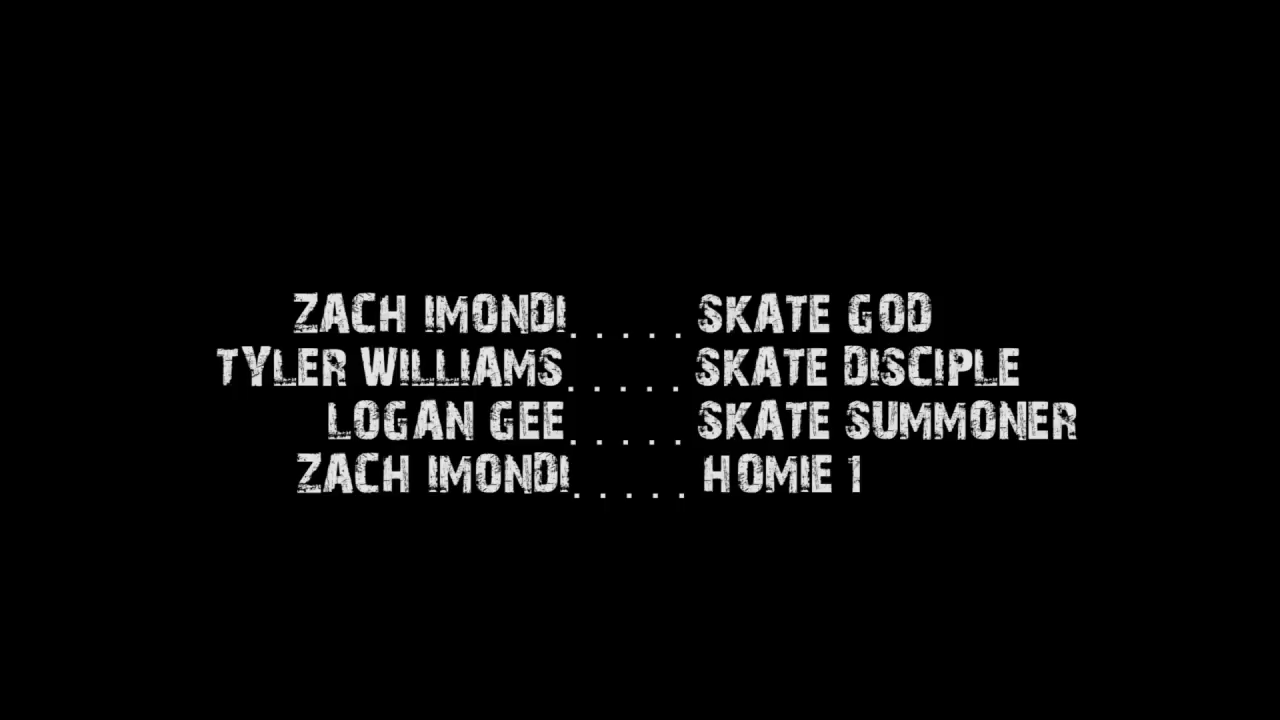 ZACH IMONDI.....SKATE GOD
TYLER WILLIAMS.....SKATE DISCIPLE
LOGAN GEE.....SKATE SUMMONER
ZACH IMONDI.....HOMIE 1